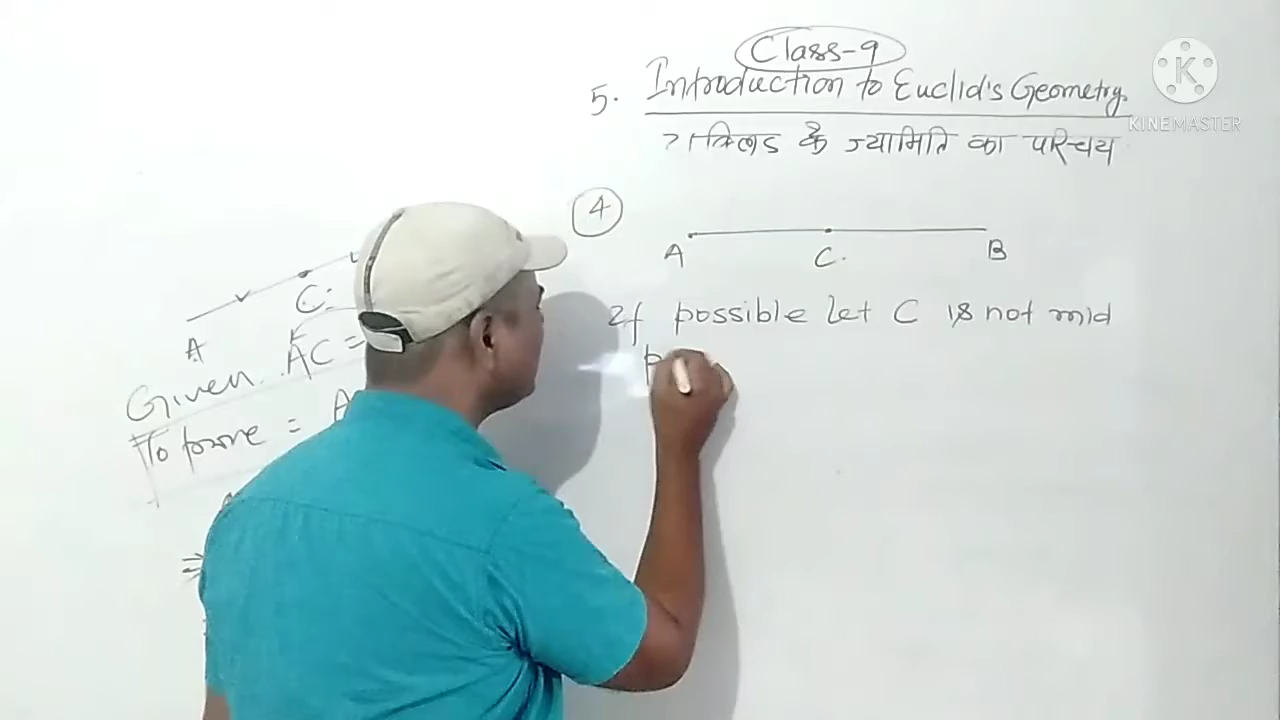 Class-9
5. Introduction to Euclid's Geometry.
के ज्यामिति का परिचय
K
KINEMASTER
4
A C. B
If possible let C is not mid
p
A C.
Given. AC =
To prove = A